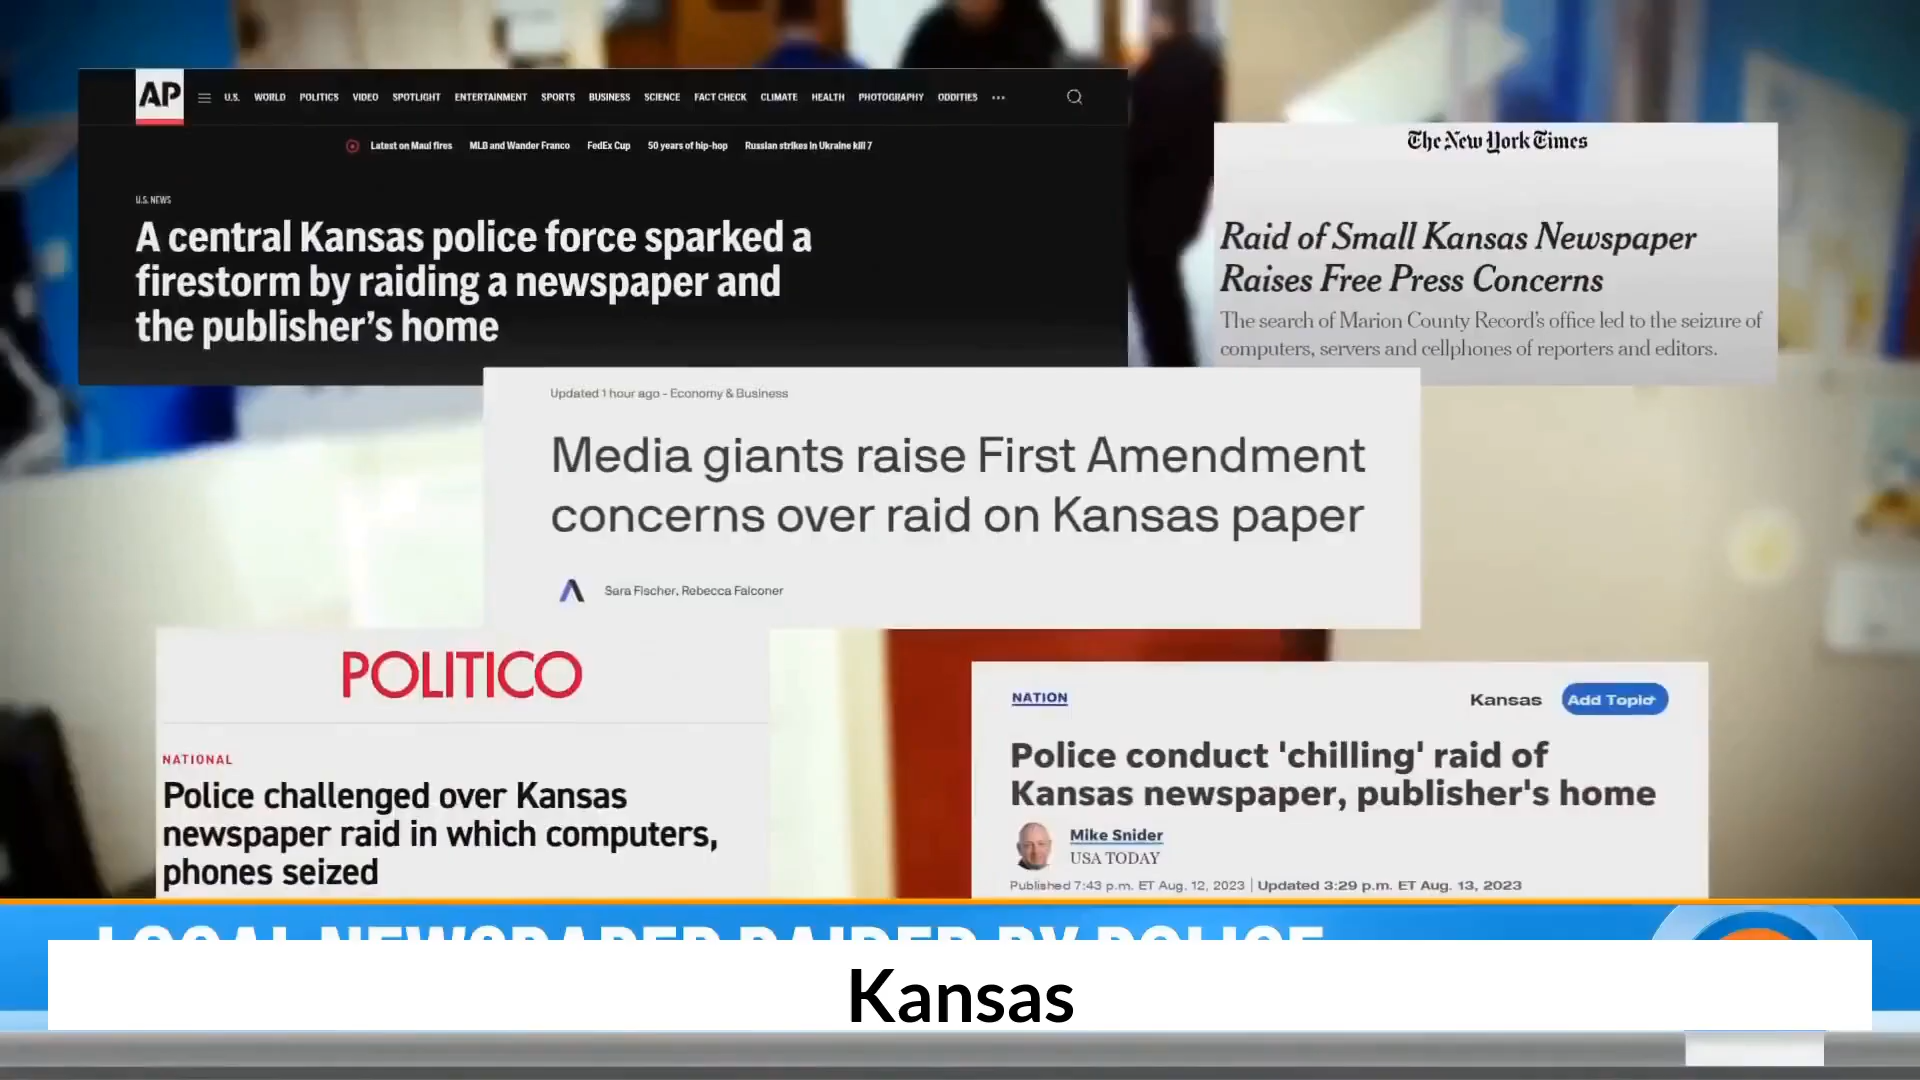 AP
U.S. WORLD POLITICS VIDEO SPOTLIGHT ENTERTAINMENT SPORTS BUSINESS SCIENCE FACT CHECK CLIMATE HEALTH PHOTOGRAPHY ODDITIES ...
Latest on Maui fires MLB and Wander Franco FedEx Cup 50 years of hip-hop Russian strikes in Ukraine kill 7
U.S. NEWS
A central Kansas police force sparked a
firestorm by raiding a newspaper and
the publisher's home
The New York Times
Raid of Small Kansas Newspaper
Raises Free Press Concerns
The search of Marion County Record's office led to the seizure of
computers, servers and cellphones of reporters and editors.
Updated 1 hour ago - Economy & Business
Media giants raise First Amendment
concerns over raid on Kansas paper
Sara Fischer, Rebecca Falconer
POLITICO
NATIONAL
Police challenged over Kansas
newspaper raid in which computers,
phones seized
NATION
Kansas Add Topic+
Police conduct 'chilling' raid of
Kansas newspaper, publisher's home
Mike Snider
USA TODAY
Published 7:43 p.m. ET Aug. 12, 2023 | Updated 3:29 p.m. ET Aug. 13, 2023
LOCAL NEWSPAPER RAIDED BY POLICE
Kansas